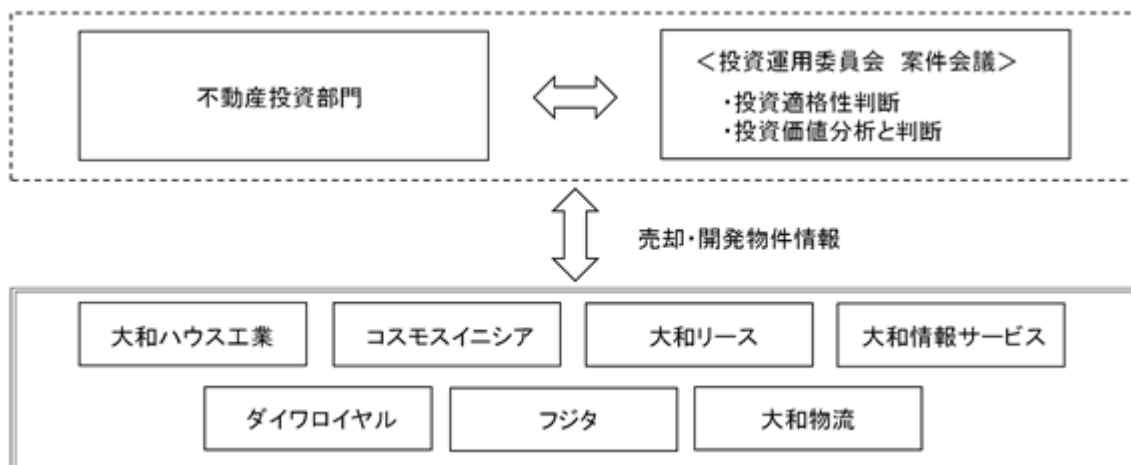 不動産投資部門
＜投資運用委員会　案件会議＞
・投資適格性判断
・投資価値分析と判断
売却・開発物件情報
大和ハウス工業
コスモスイニシア
大和リース
大和情報サービス
ダイワロイヤル
フジタ
大和物流